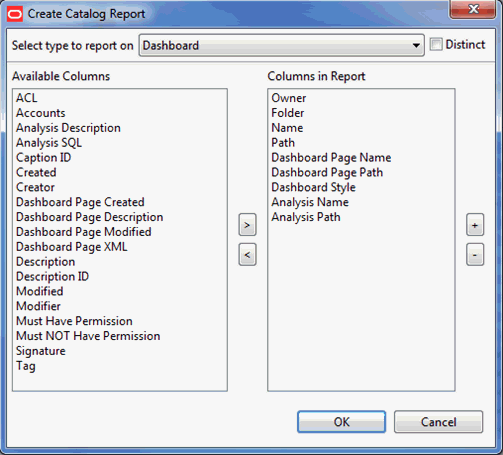 Create Catalog Report
Select type to report on Dashboard Distinct
Available Columns
ACL
Accounts
Analysis Description
Analysis SQL
Caption ID
Created
Creator
Dashboard Page Created
Dashboard Page Description
Dashboard Page Modified
Dashboard Page XML
Description
Description ID
Modified
Modifier
Must Have Permission
Must NOT Have Permission
Signature
Tag
>
<
Columns in Report
Owner
Folder
Name
Path
Dashboard Page Name
Dashboard Page Path
Dashboard Style
Analysis Name
Analysis Path
+
-
OK Cancel